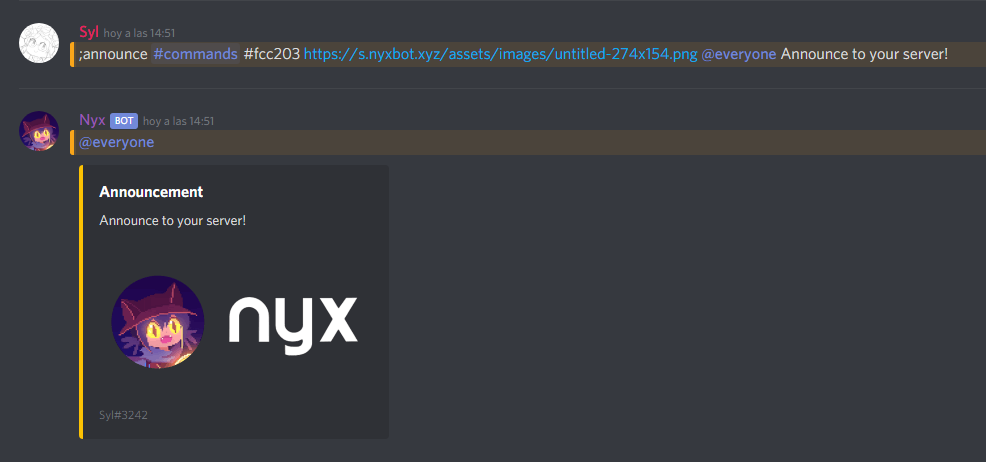 Syl hoy a las 14:51
;announce #commands #fcc203 https://s.nyxbot.xyz/assets/images/untitled-274x154.png @everyone Announce to your server!
Nyx BOT hoy a las 14:51
@everyone
Announcement
Announce to your server!
nyx
Syl#3242